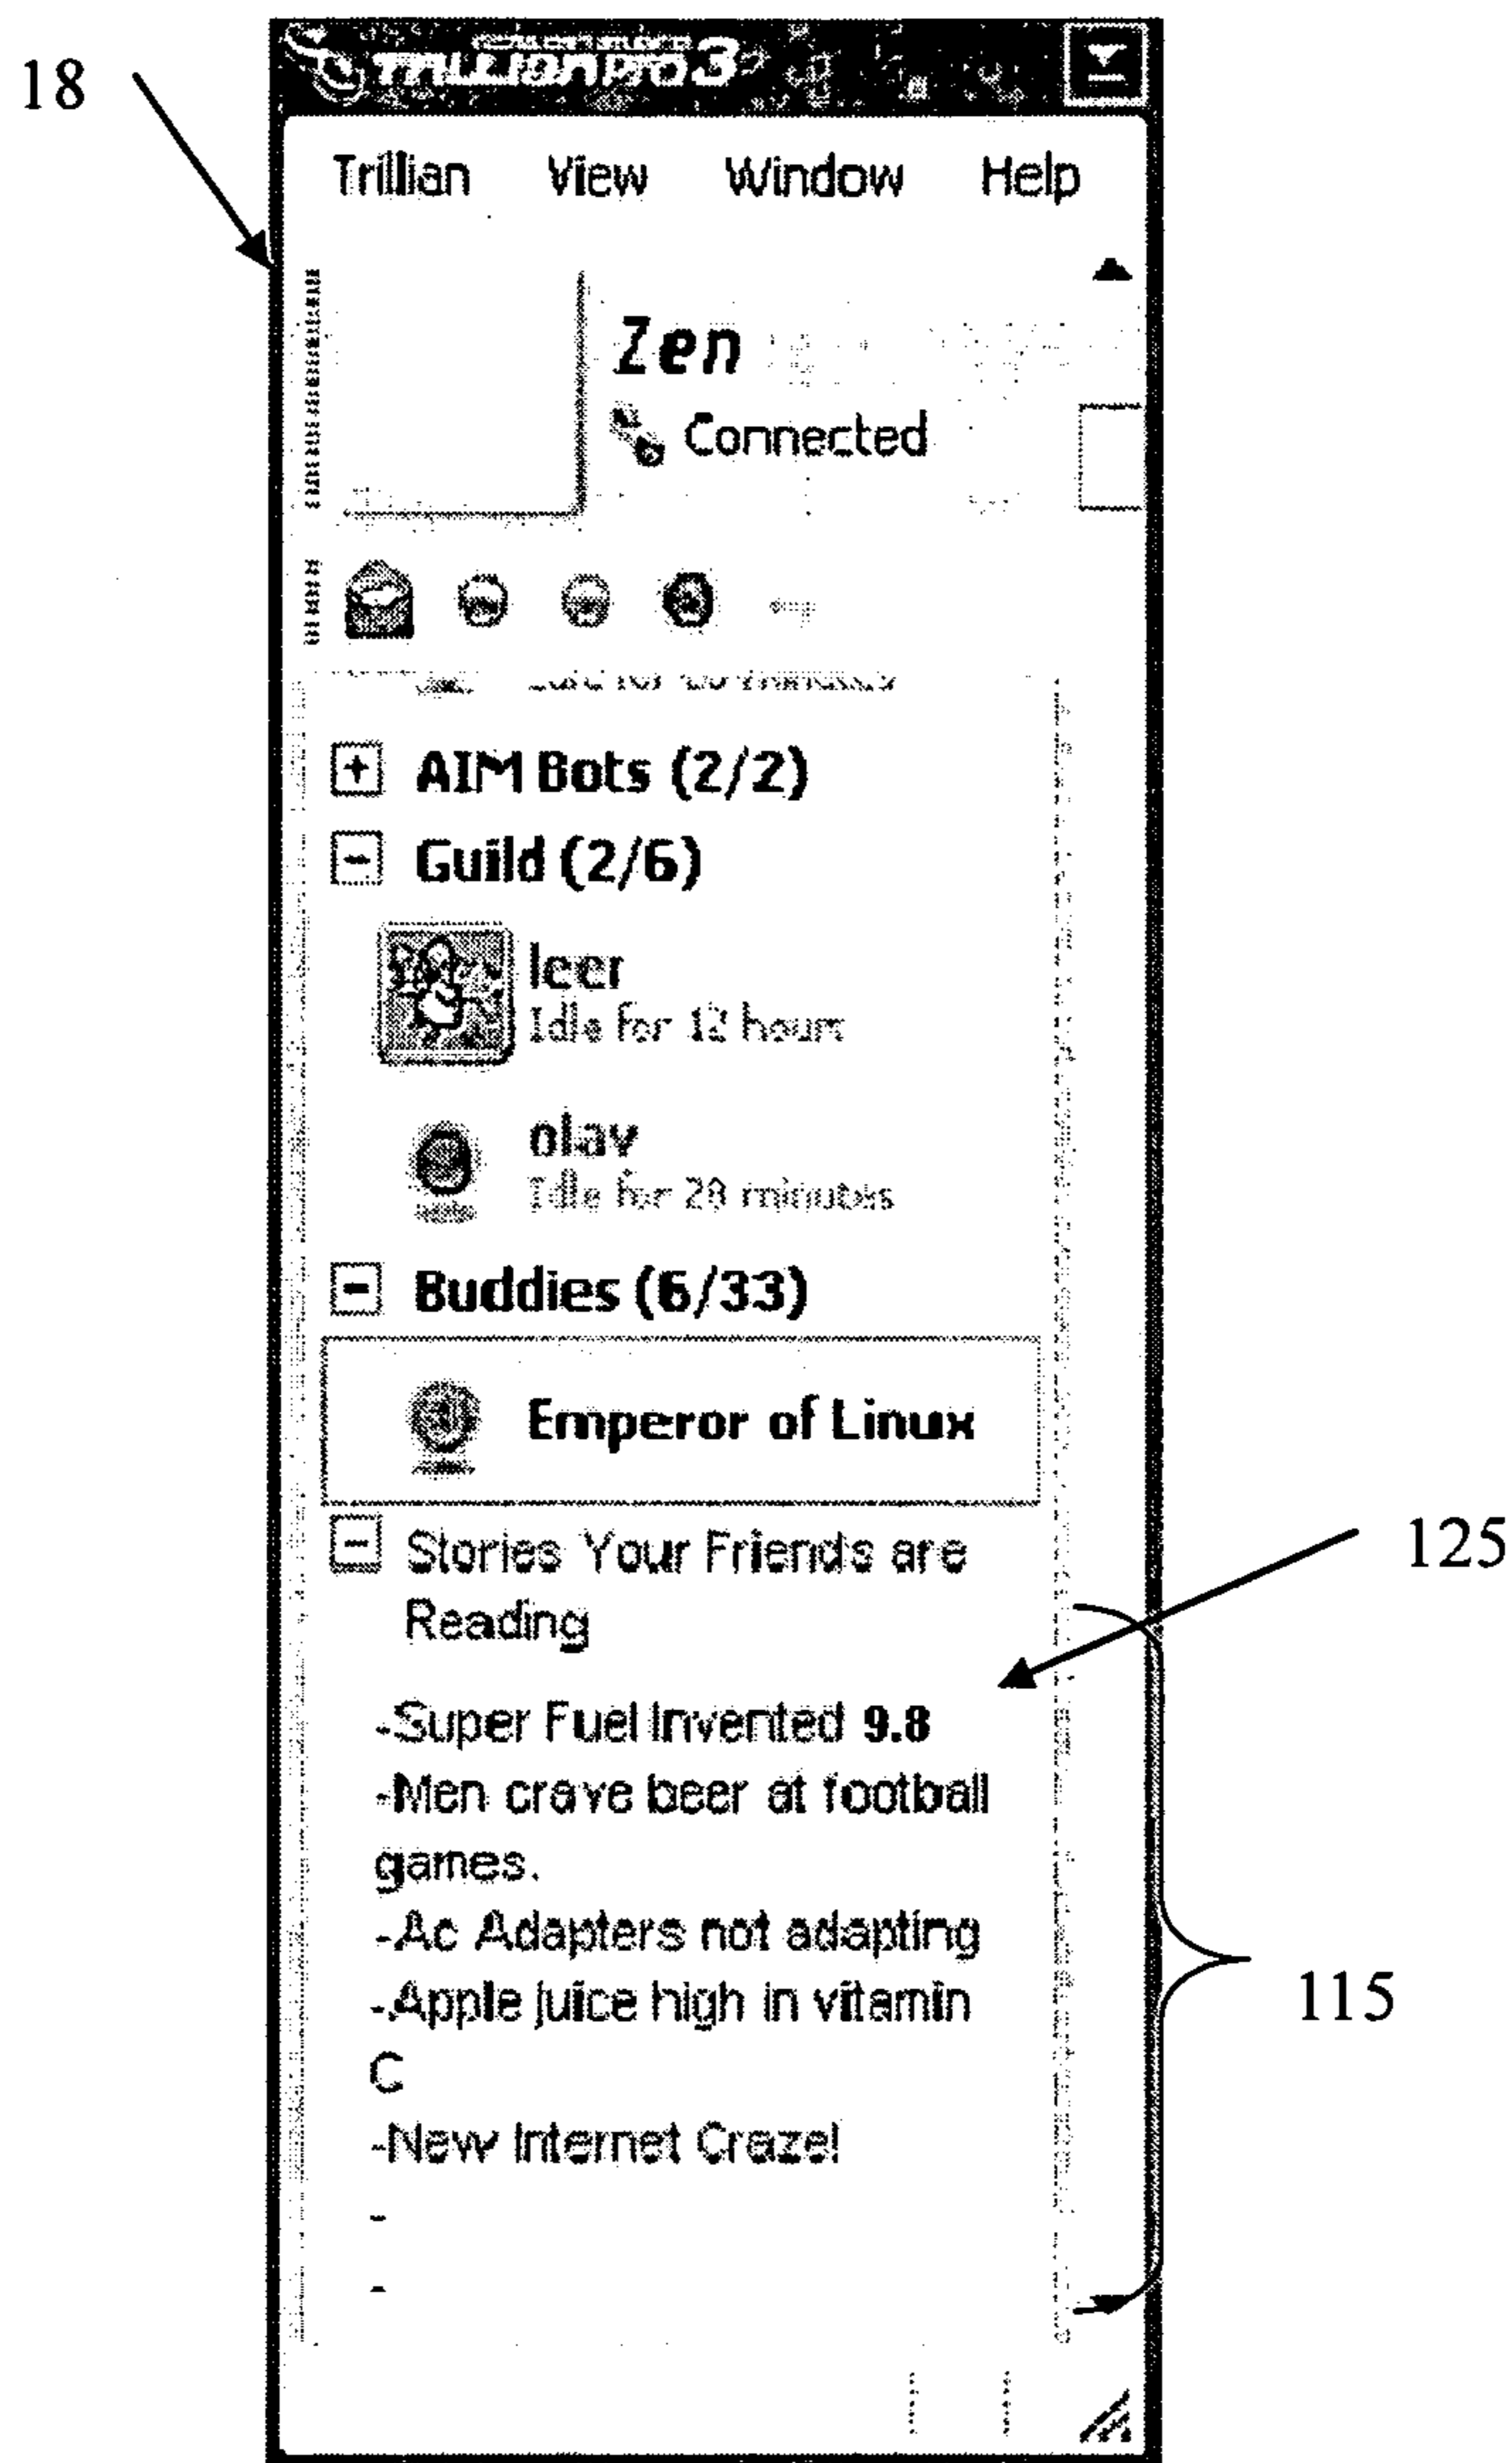 18
TRILLIAN PRO 3
Trillian View Window Help
Zen
Connected
AIM Bots (2/2)
Guild (2/6)
leer
Idle for 12 hours
olav
Idle for 28 minutes
Buddies (6/33)
Emperor of Linux
Stories Your Friends are
Reading
125
-Super Fuel Invented 9.8
-Men crave beer at football
games.
-Ac Adapters not adapting
-Apple juice high in vitamin
C
115
-New Internet Craze!
-
-